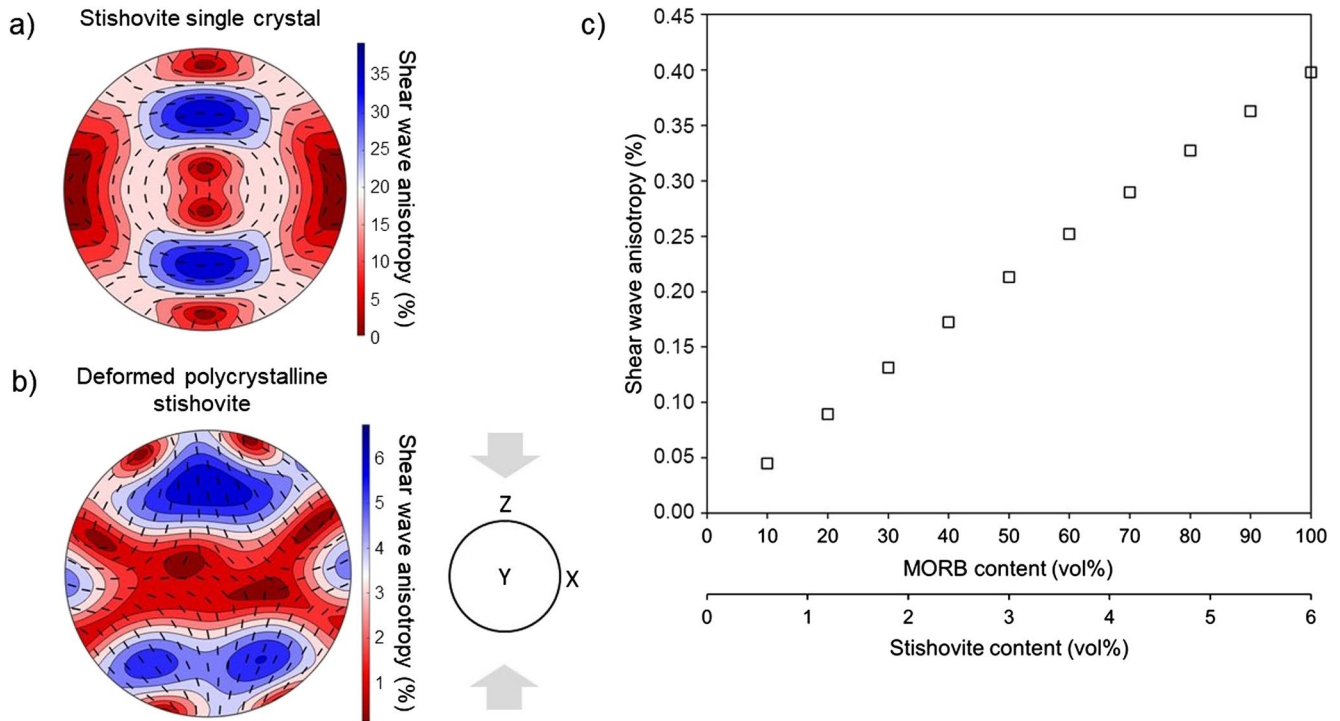 a)
Stishovite single crystal
35
30
25
20
15
10
5
0
Shear wave anisotropy (%)
b)
Deformed polycrystalline
stishovite
6
5
4
3
2
1
Shear wave anisotropy (%)
Z
Y
X
c)
0.45
0.40
0.35
0.30
0.25
0.20
0.15
0.10
0.05
0.00
Shear wave anisotropy (%)
0 10 20 30 40 50 60 70 80 90 100
MORB content (vol%)
0 1 2 3 4 5 6
Stishovite content (vol%)